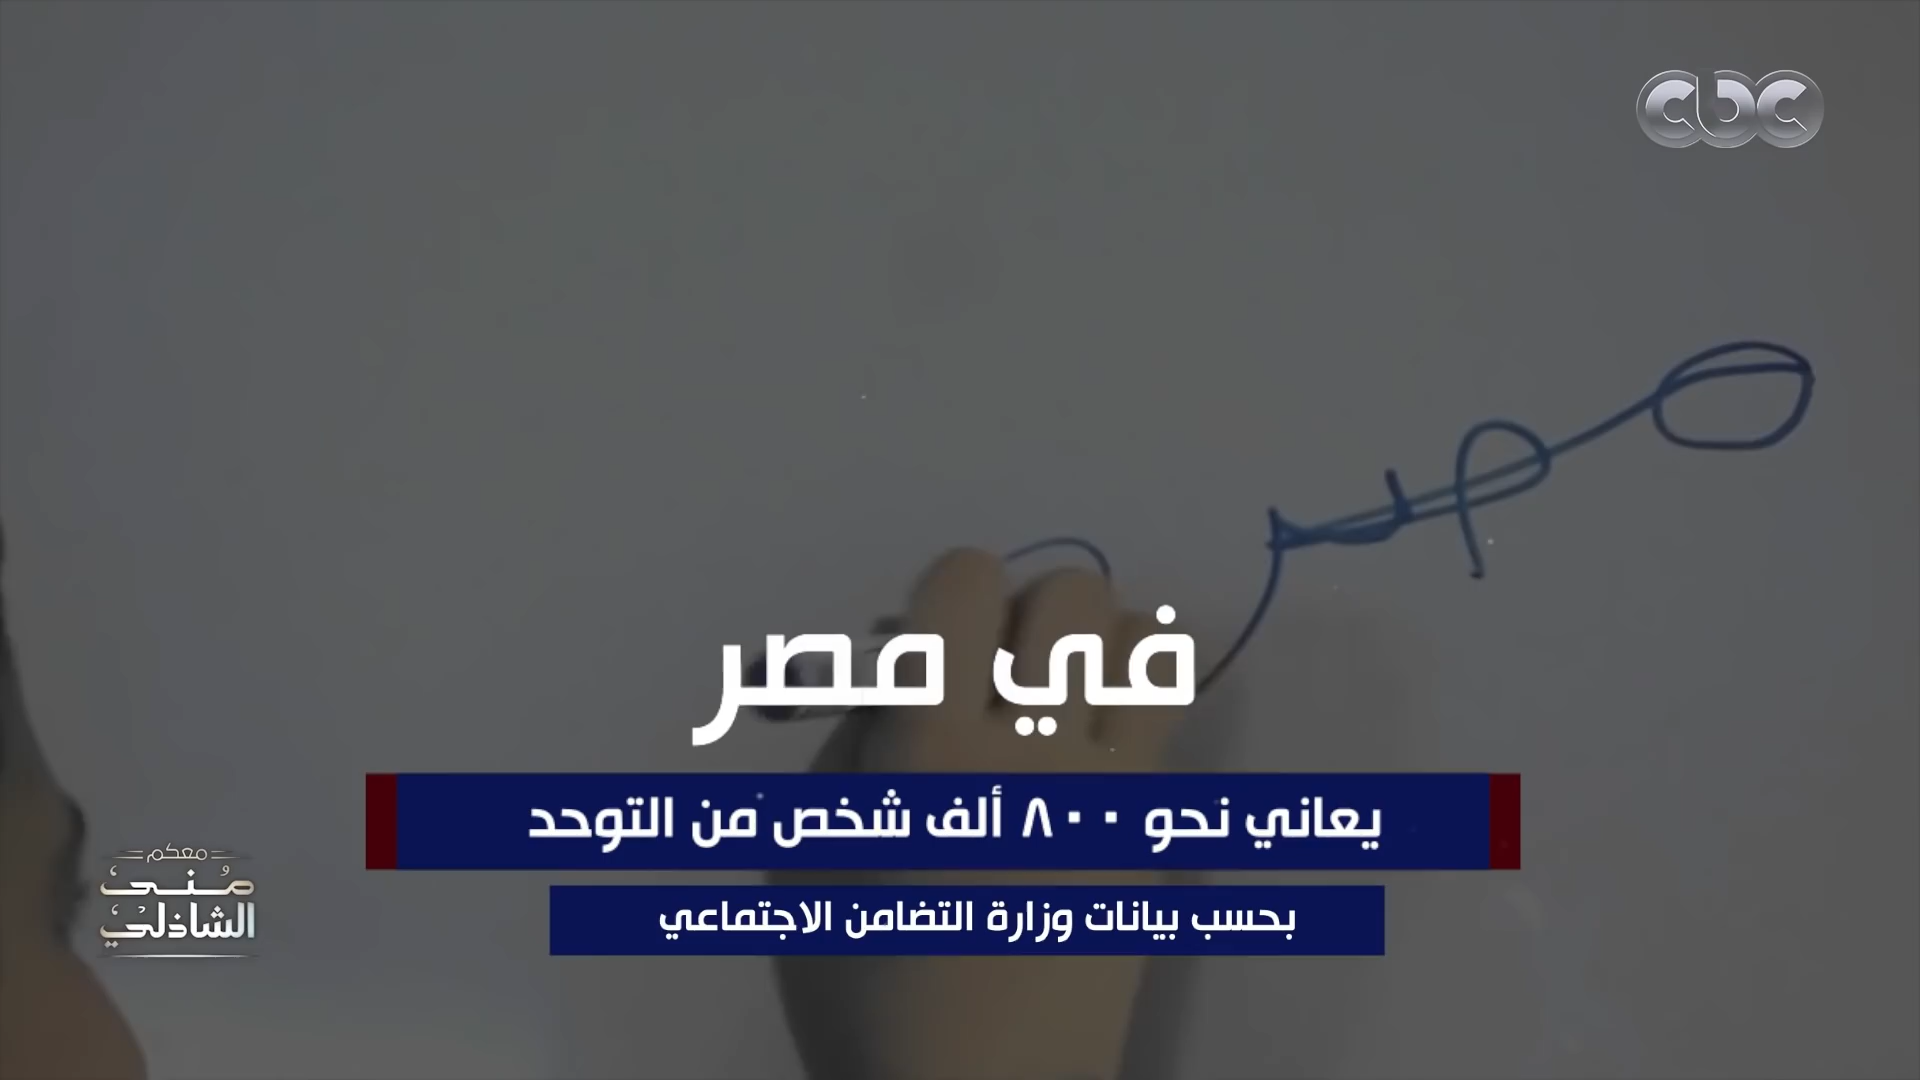 cbc
في مصر
يعاني نحو ٨٠٠ ألف شخص من التوحد
بحسب بيانات وزارة التضامن الاجتماعي
معكم
منى
الشاذلي